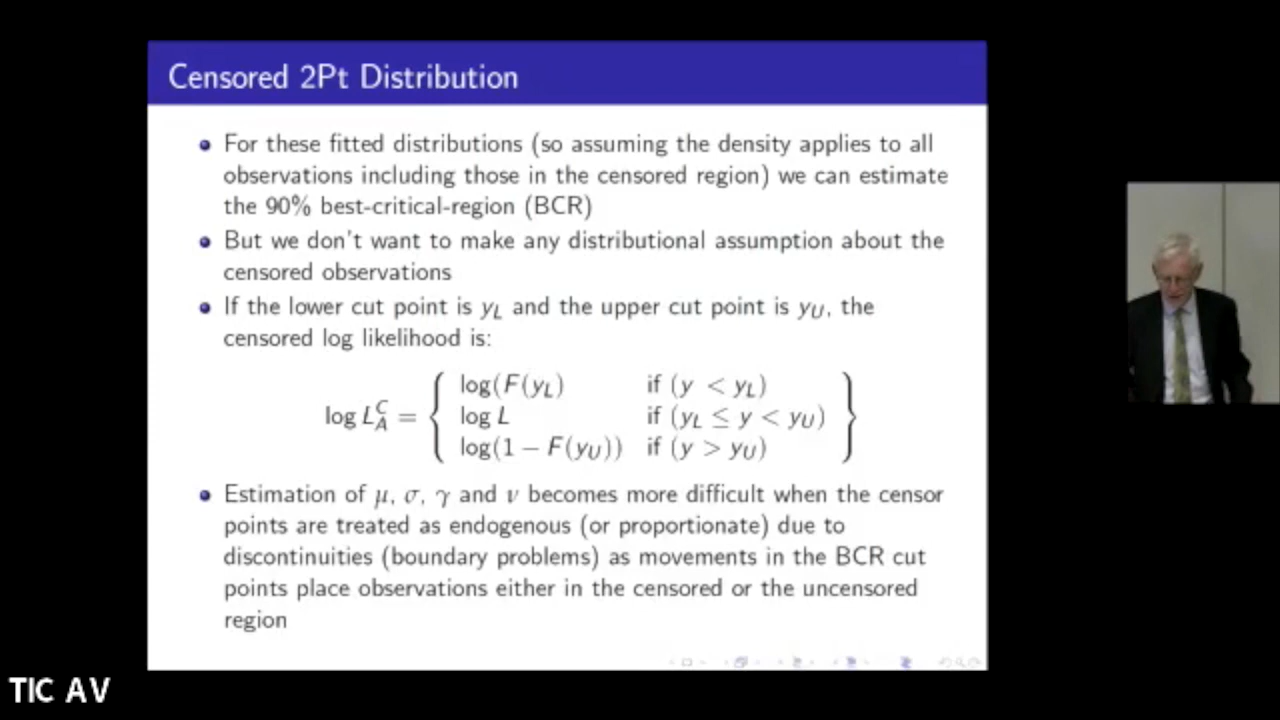 Censored 2Pt Distribution
For these fitted distributions (so assuming the density applies to all
observations including those in the censored region) we can estimate
the 90% best-critical-region (BCR)
But we don't want to make any distributional assumption about the
censored observations
If the lower cut point is y_L and the upper cut point is y_U, the
censored log likelihood is:
log L_A^C = { log(F(y_L) if (y < y_L)
log L if (y_L ≤ y < y_U)
log(1 − F(y_U)) if (y > y_U) }
Estimation of μ, σ, γ and ν becomes more difficult when the censor
points are treated as endogenous (or proportionate) due to
discontinuities (boundary problems) as movements in the BCR cut
points place observations either in the censored or the uncensored
region
TIC AV